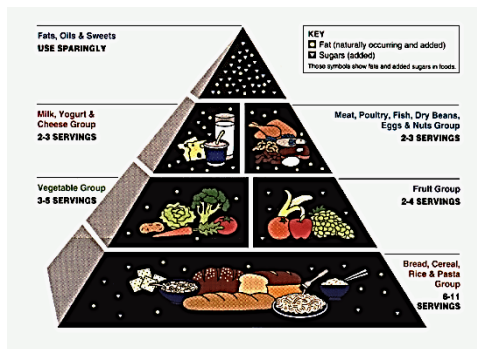 Fats, Oils & Sweets
USE SPARINGLY
KEY
Fat (naturally occurring and added)
Sugars (added)
These symbols show fats and added sugars in foods.
Milk, Yogurt &
Cheese Group
2-3 SERVINGS
Meat, Poultry, Fish, Dry Beans,
Eggs & Nuts Group
2-3 SERVINGS
Vegetable Group
3-5 SERVINGS
Fruit Group
2-4 SERVINGS
Bread, Cereal,
Rice & Pasta
Group
6-11
SERVINGS